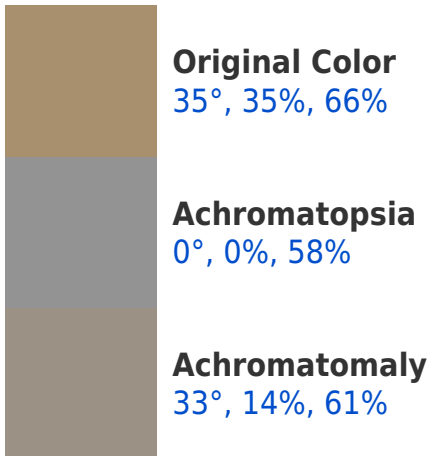 Original Color
35°, 35%, 66%
Achromatopsia
0°, 0%, 58%
Achromatomaly
33°, 14%, 61%